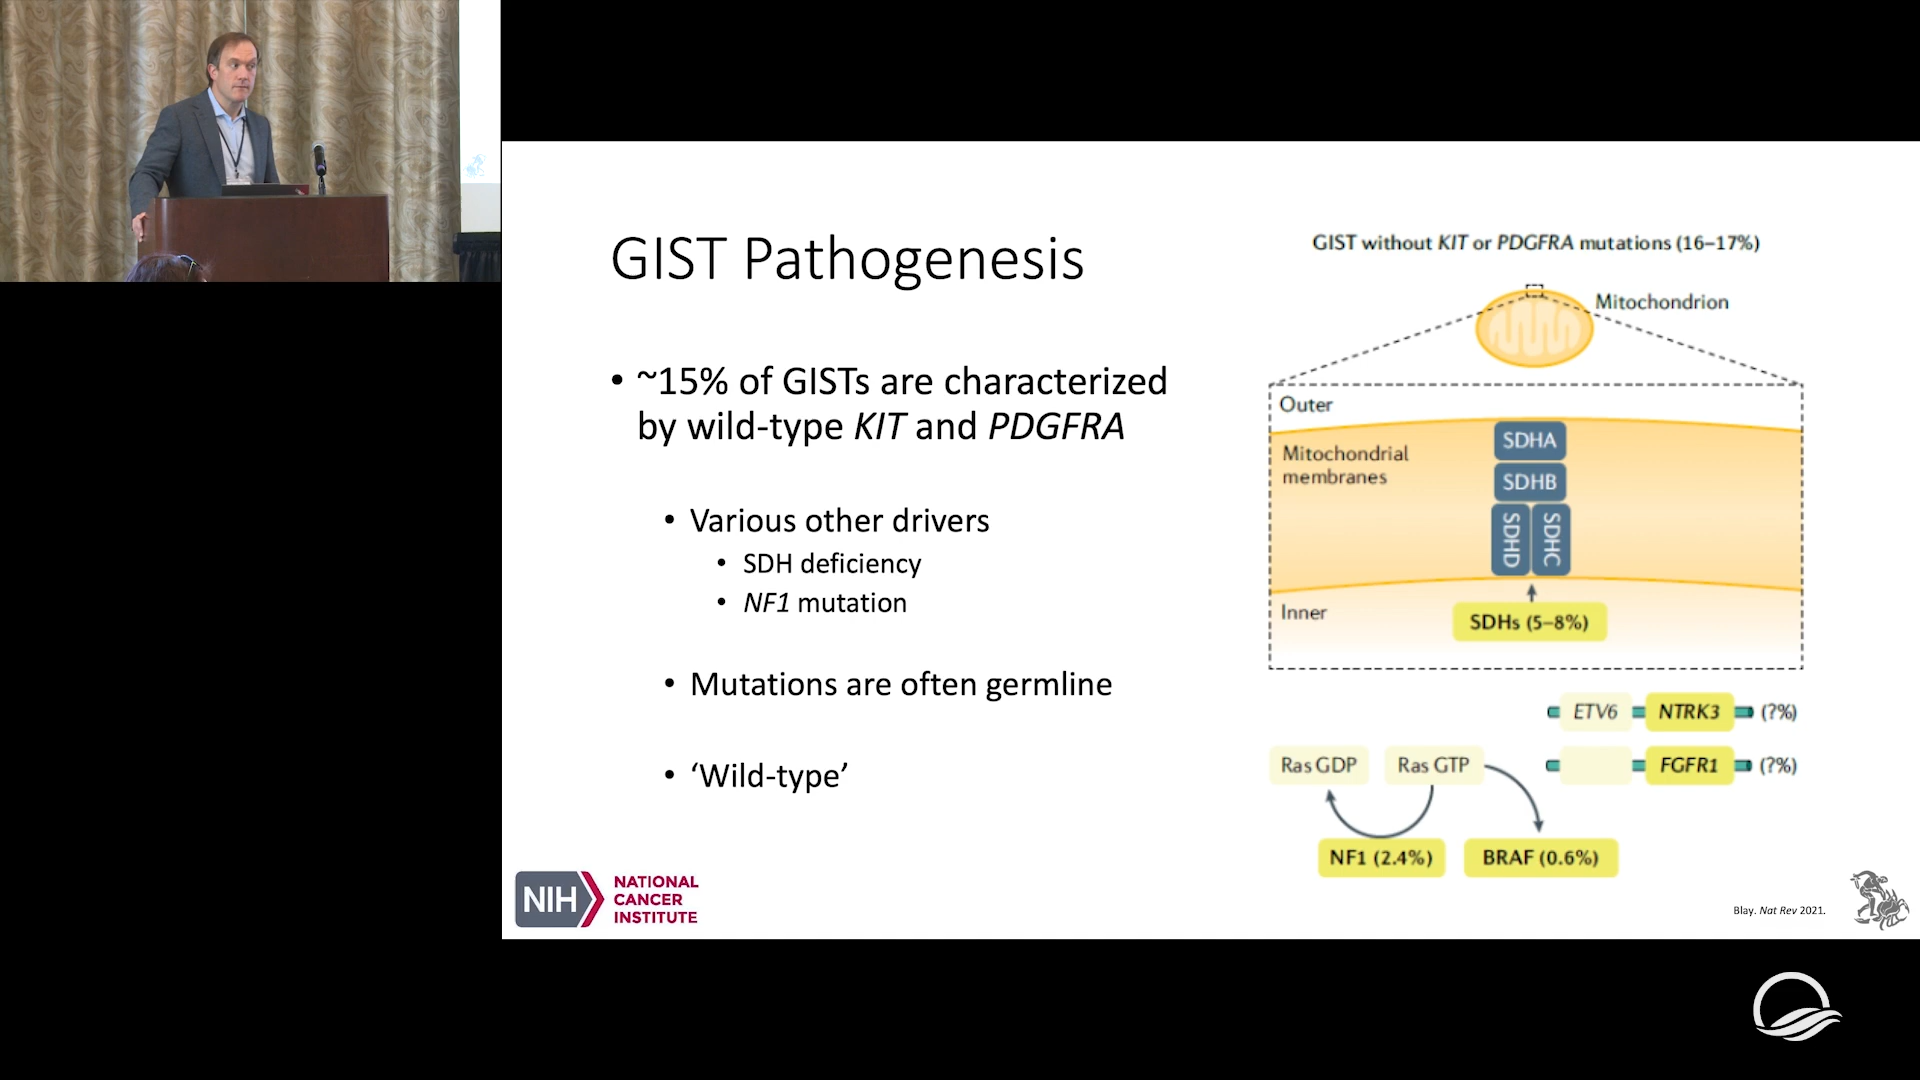 GIST Pathogenesis
• ~15% of GISTs are characterized
by wild-type KIT and PDGFRA
• Various other drivers
• SDH deficiency
• NF1 mutation
• Mutations are often germline
• ‘Wild-type’
NIH
NATIONAL
CANCER
INSTITUTE
GIST without KIT or PDGFRA mutations (16–17%)
Mitochondrion
Outer
Mitochondrial
membranes
SDHA
SDHB
SDHD
SDHC
Inner
SDHs (5–8%)
ETV6 NTRK3 (?%)
Ras GDP Ras GTP
FGFR1 (?%)
NF1 (2.4%)
BRAF (0.6%)
Blay. Nat Rev 2021.